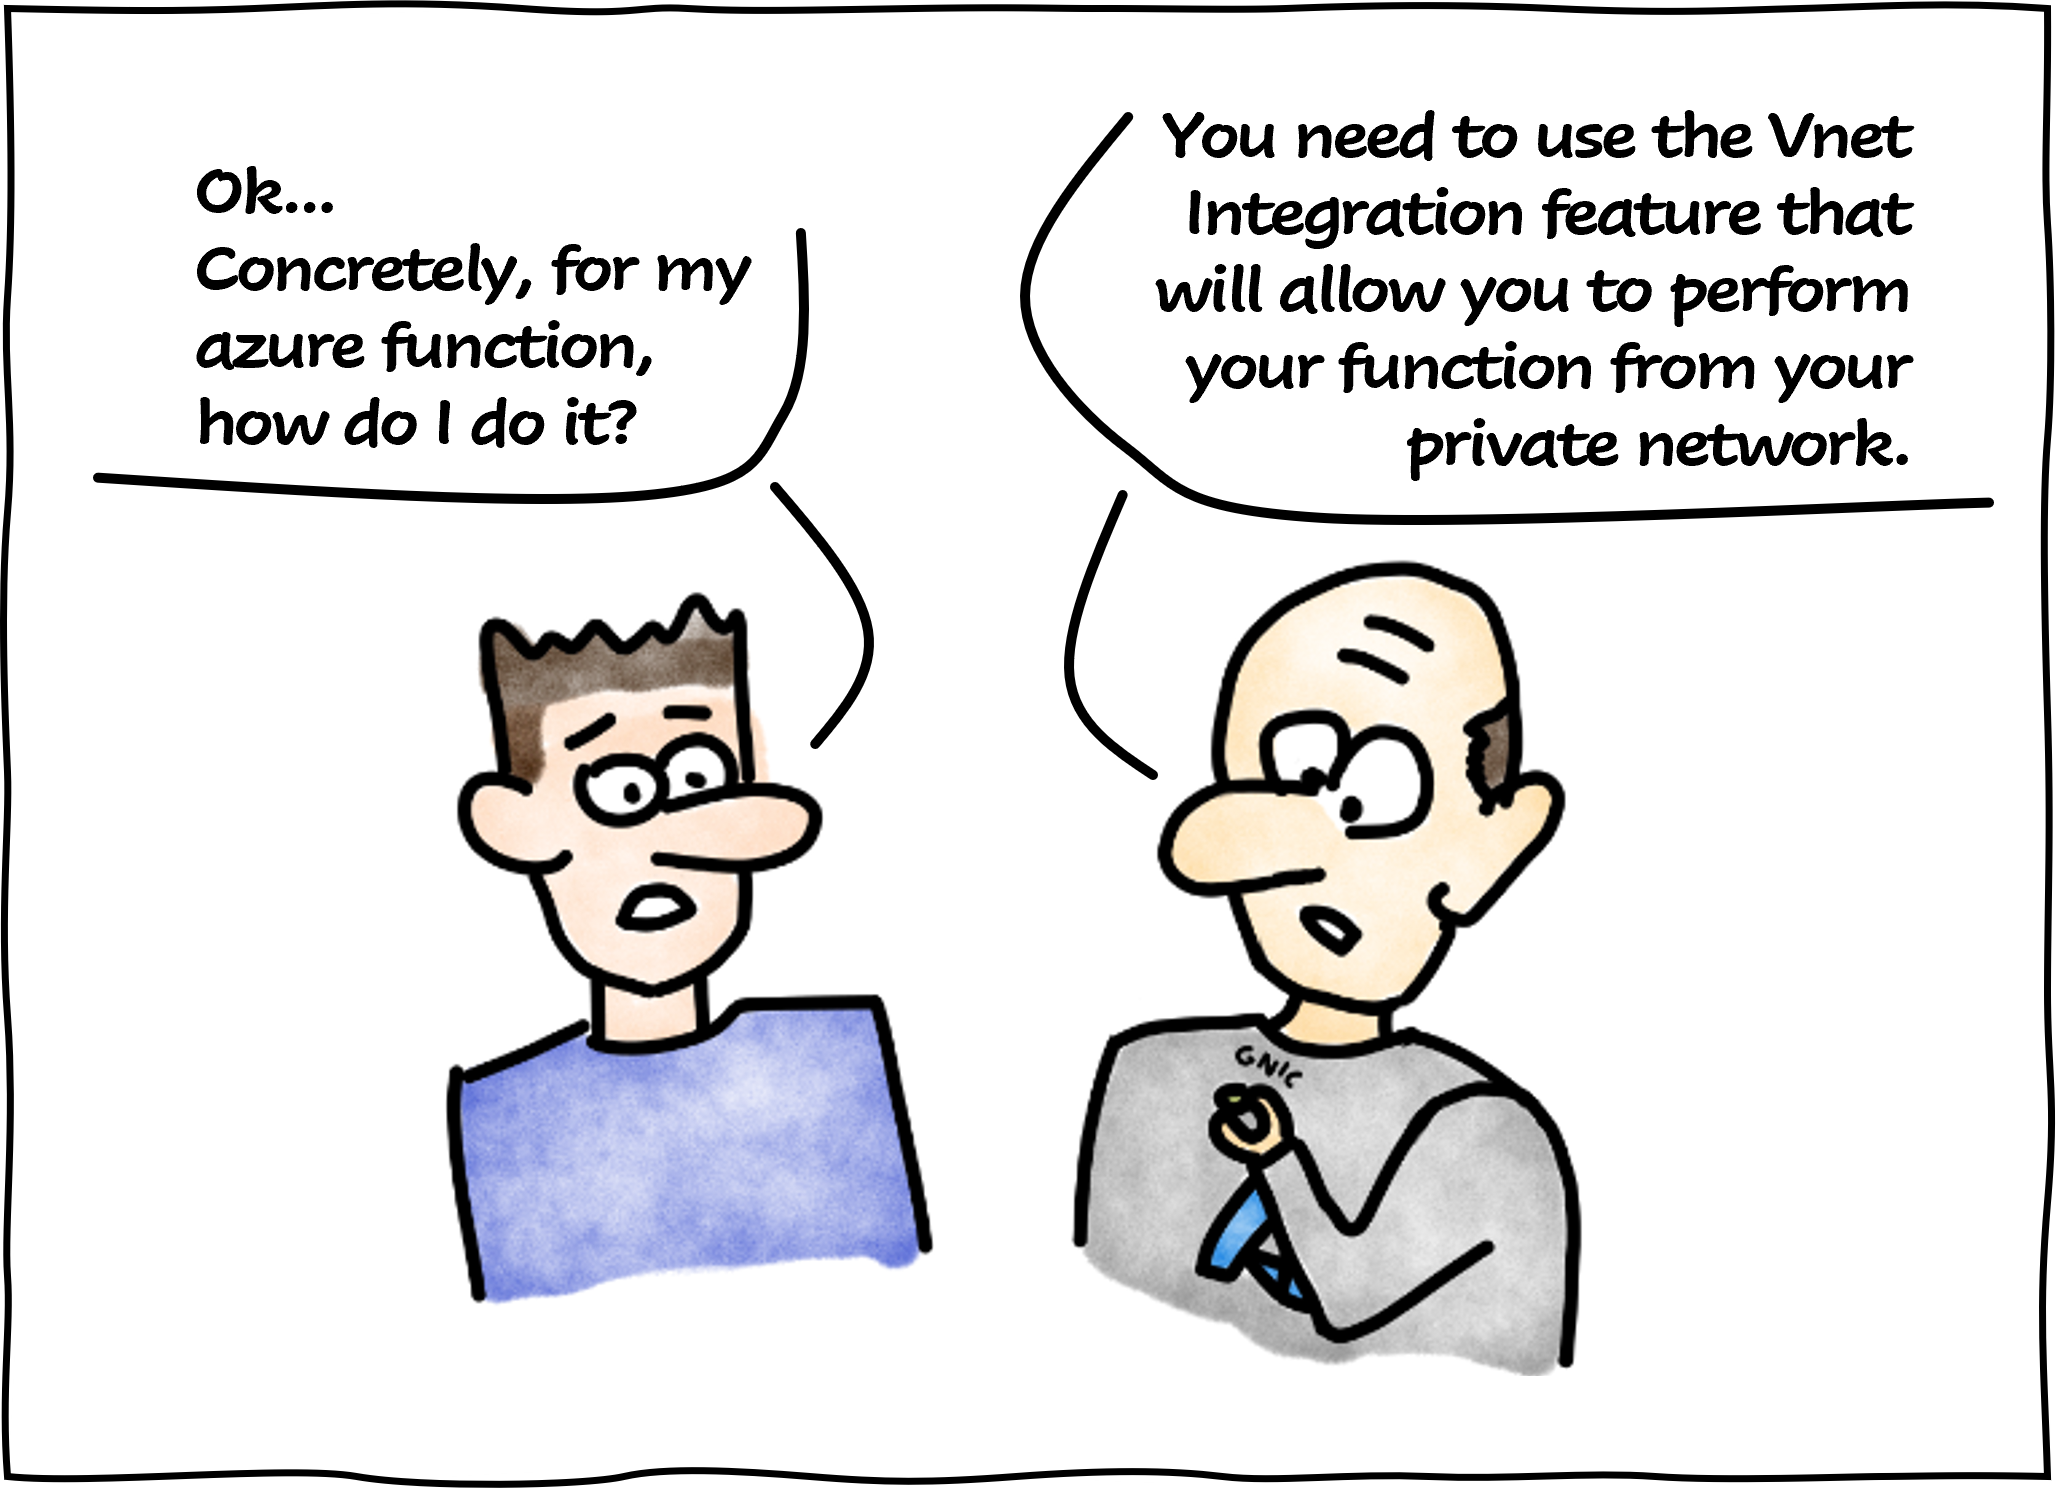 Ok...
Concretely, for my
azure function,
how do I do it?
You need to use the Vnet
Integration feature that
will allow you to perform
your function from your
private network.
GNIC